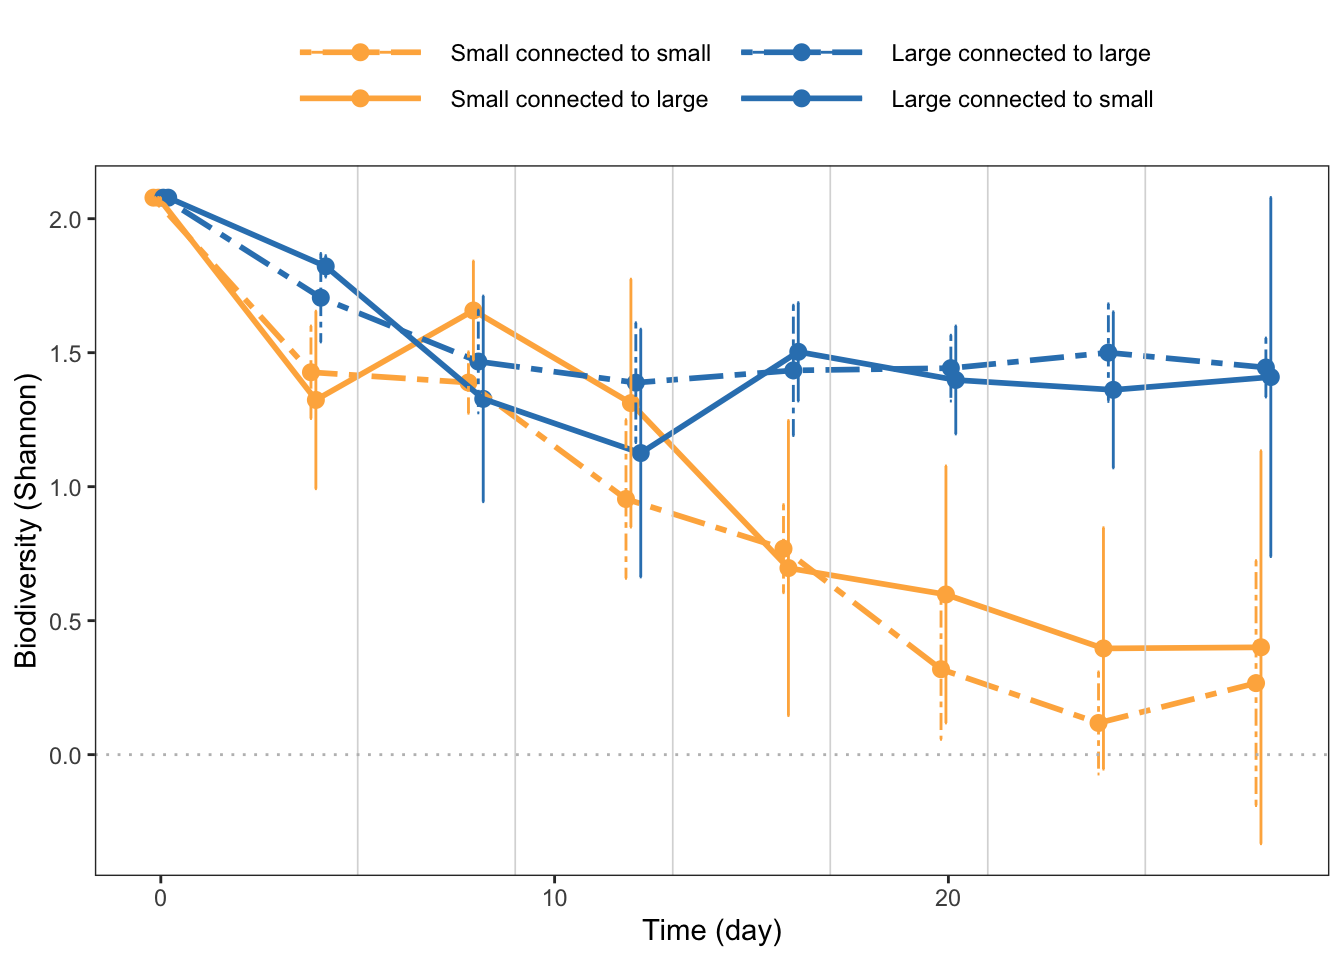 Small connected to small
Large connected to large
Small connected to large
Large connected to small
Biodiversity (Shannon)
2.0
1.5
1.0
0.5
0.0
0
10
20
Time (day)